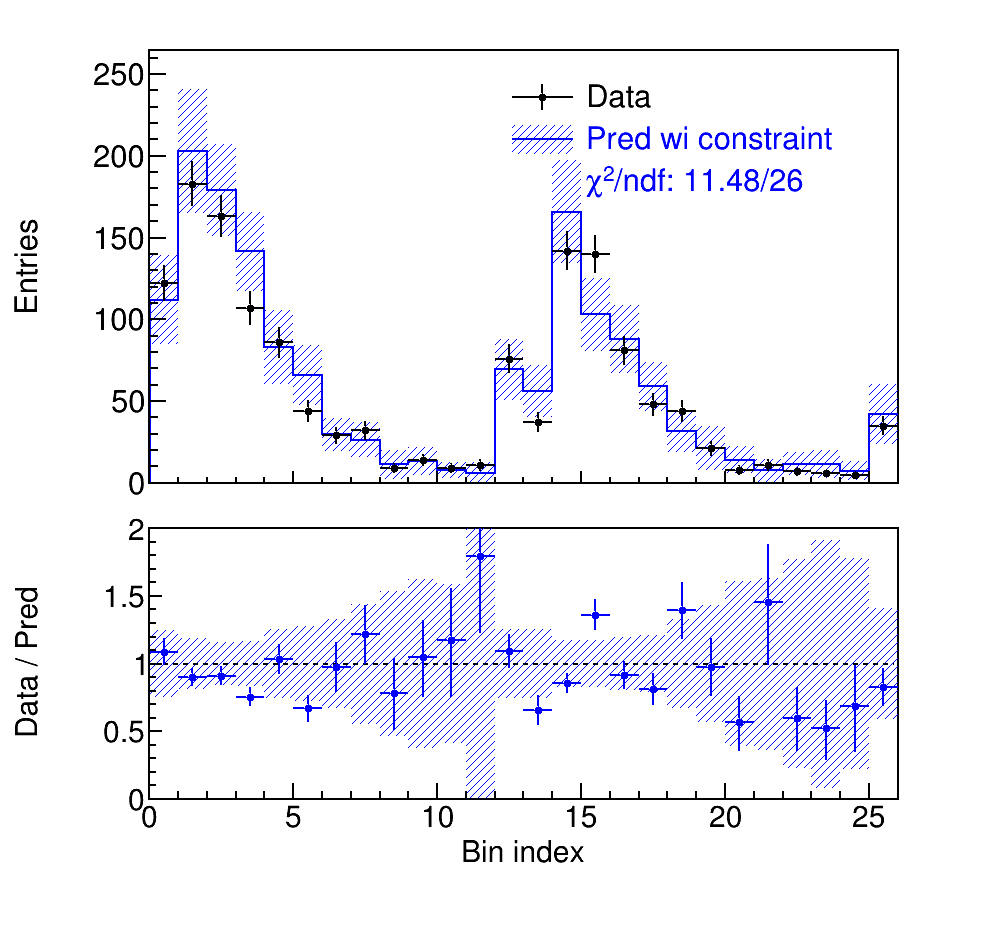 250
200
150
100
50
0
Entries
Data
Pred wi constraint
χ²/ndf: 11.48/26
2
1.5
1
0.5
0
Data / Pred
0 5 10 15 20 25
Bin index